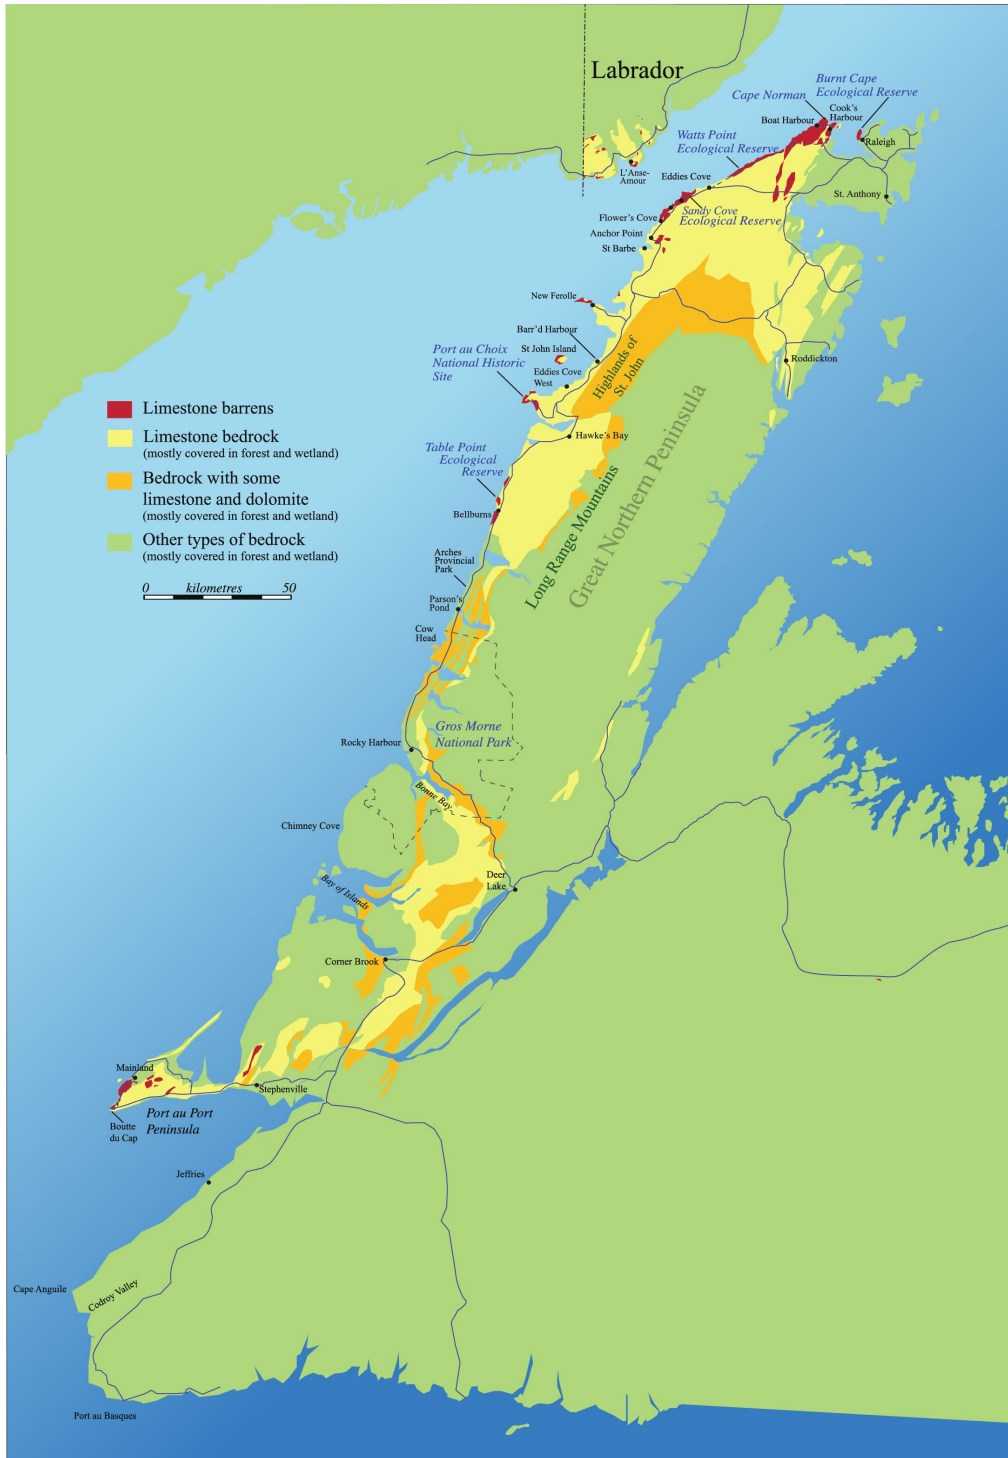 Labrador
Burnt Cape
Ecological Reserve
Cape Norman
Cook's
Harbour
Boat Harbour
Raleigh
Watts Point
Ecological Reserve
L'Anse-
Amour
Eddies Cove
St. Anthony
Flower's Cove
Sandy Cove
Ecological Reserve
Anchor Point
St Barbe
New Ferolle
Barr'd Harbour
St John Island
Port au Choix
National Historic
Site
Eddies Cove
West
Highlands of
St. John
Roddickton
Limestone barrens
Limestone bedrock
(mostly covered in forest and wetland)
Bedrock with some
limestone and dolomite
(mostly covered in forest and wetland)
Other types of bedrock
(mostly covered in forest and wetland)
0 kilometres 50
Hawke's Bay
Table Point
Ecological
Reserve
Bellburns
Long Range Mountains
Great Northern Peninsula
Arches
Provincial
Park
Parson's
Pond
Cow
Head
Gros Morne
National Park
Rocky Harbour
Bonne Bay
Chimney Cove
Deer
Lake
Bay of Islands
Corner Brook
Mainland
Stephenville
Port au Port
Peninsula
Boutte
du Cap
Jeffries
Cape Anguile
Codroy Valley
Port au Basques